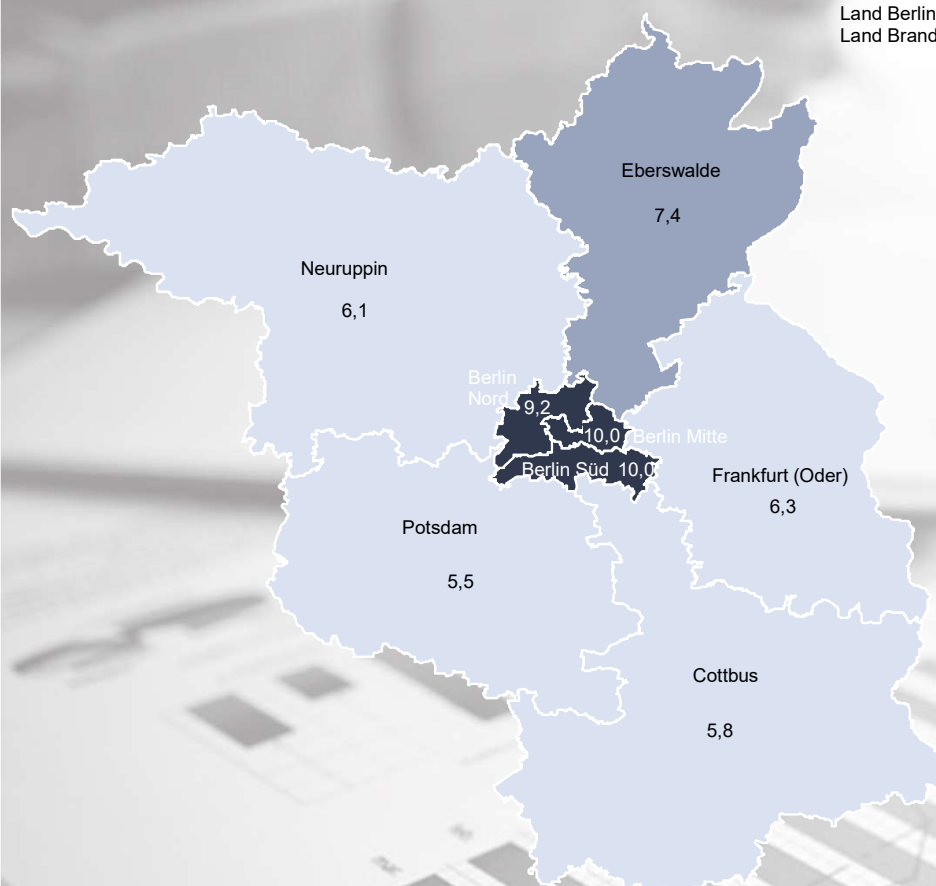 Land Berlin
Land Brand
Eberswalde
7,4
Neuruppin
6,1
Berlin
Nord
9,2
10,0 Berlin Mitte
Berlin Süd 10,0
Frankfurt (Oder)
6,3
Potsdam
5,5
Cottbus
5,8